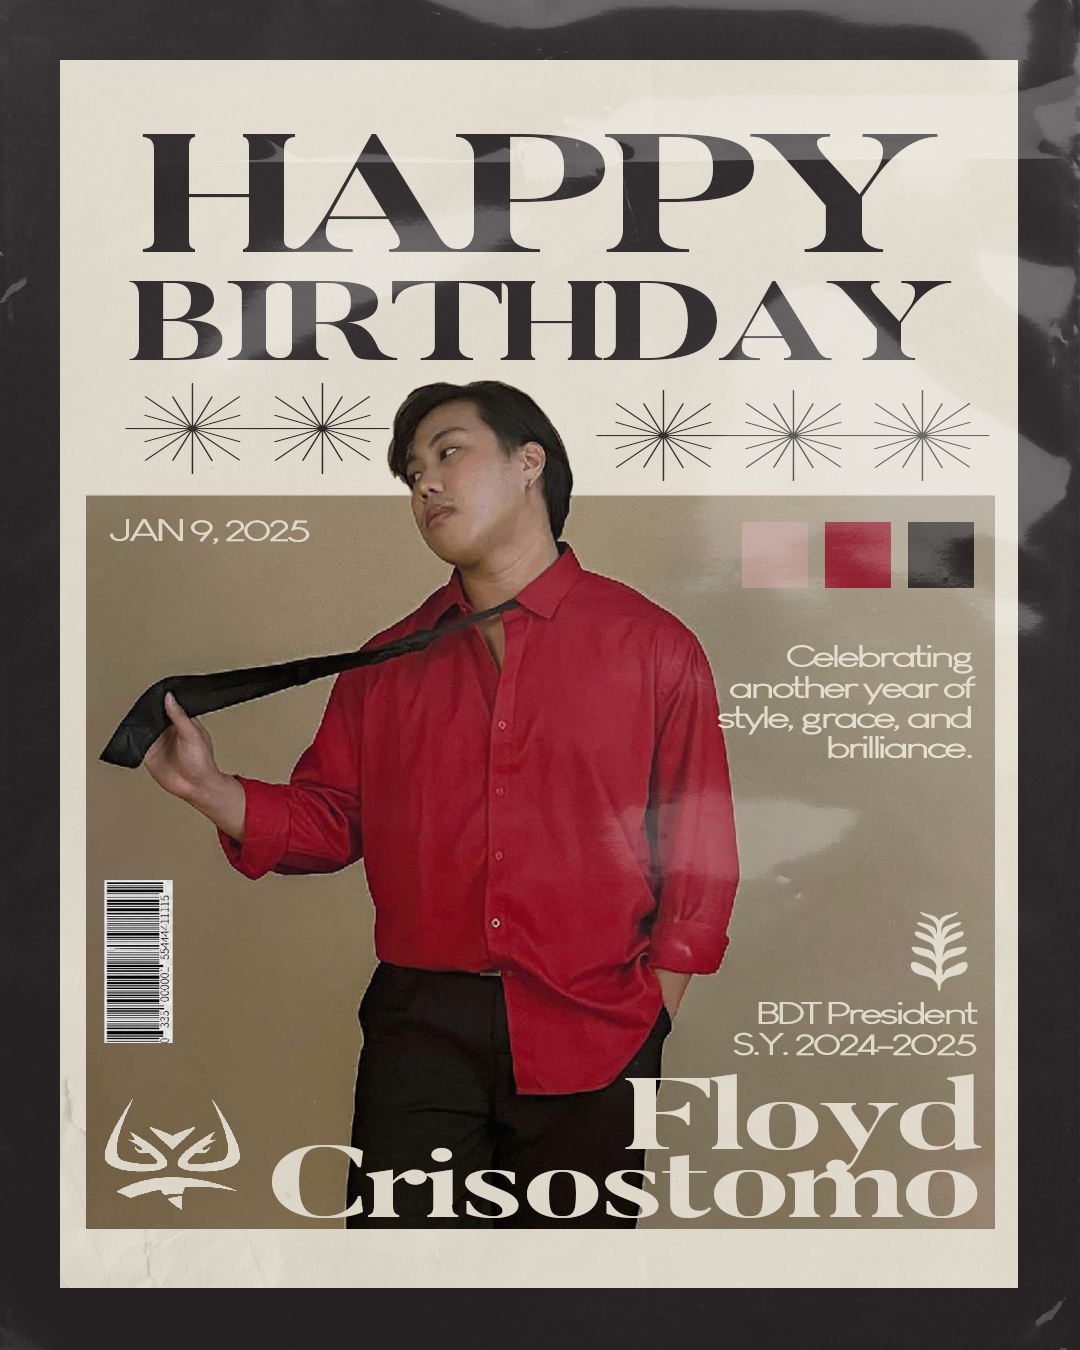 HAPPY
BIRTHDAY
JAN 9, 2025
Celebrating
another year of
style, grace, and
brilliance.
BDT President
S.Y. 2024-2025
Floyd
Crisostomo